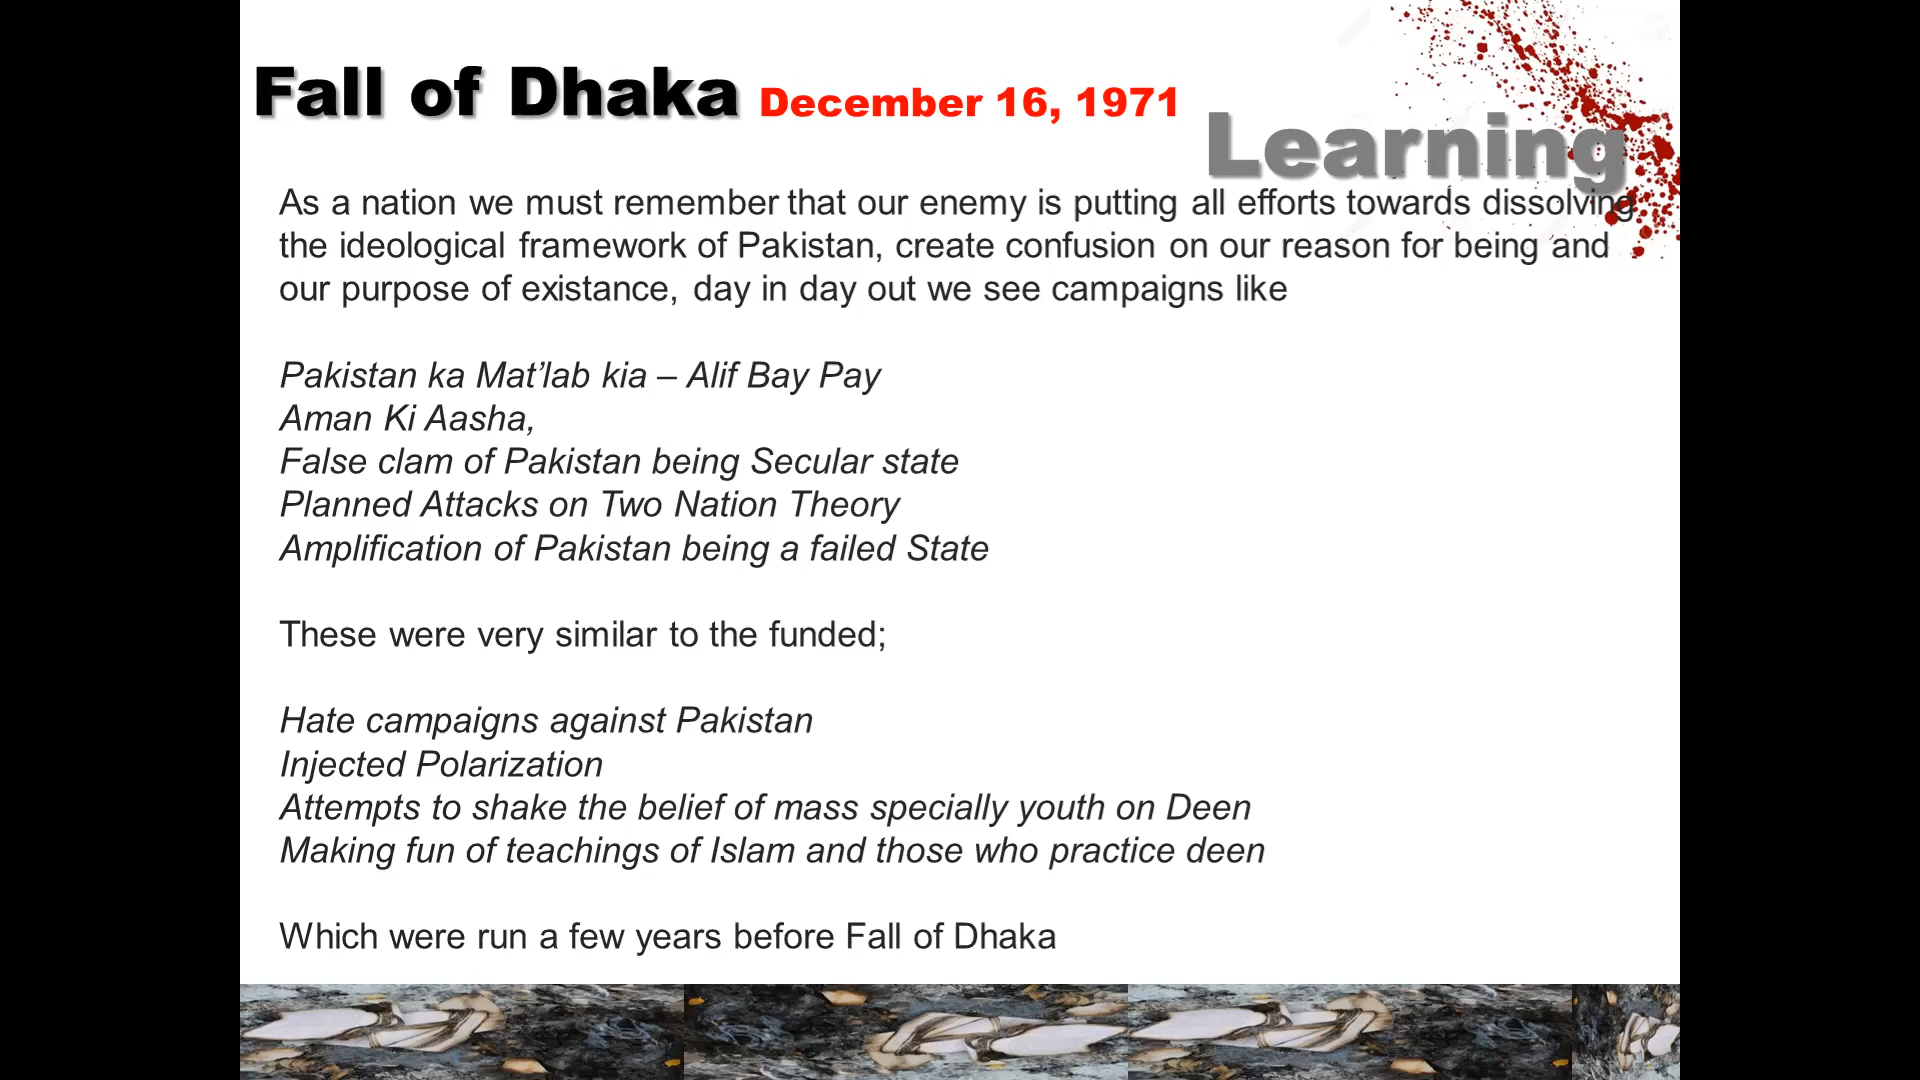 Fall of Dhaka December 16, 1971
Learning
As a nation we must remember that our enemy is putting all efforts towards dissolving
the ideological framework of Pakistan, create confusion on our reason for being and
our purpose of existance, day in day out we see campaigns like
Pakistan ka Mat’lab kia – Alif Bay Pay
Aman Ki Aasha,
False clam of Pakistan being Secular state
Planned Attacks on Two Nation Theory
Amplification of Pakistan being a failed State
These were very similar to the funded;
Hate campaigns against Pakistan
Injected Polarization
Attempts to shake the belief of mass specially youth on Deen
Making fun of teachings of Islam and those who practice deen
Which were run a few years before Fall of Dhaka